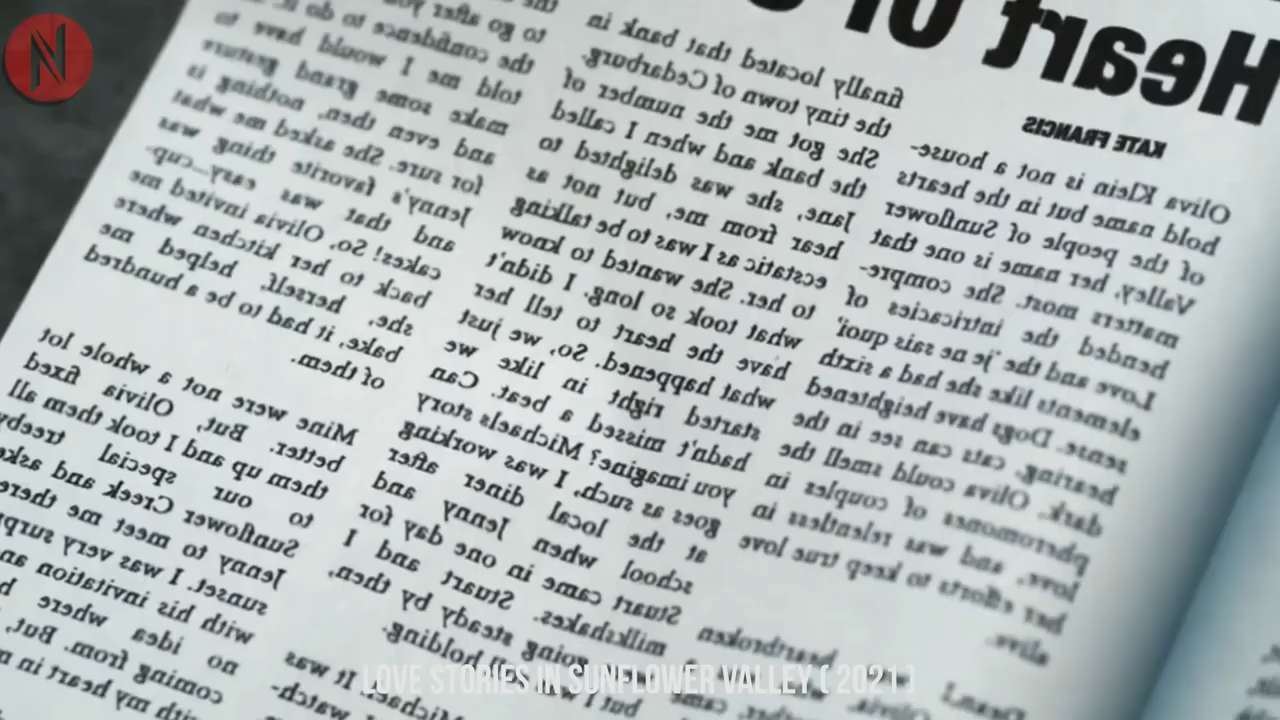 Heart of
KATE FRANCIS
Oliva Klein is not a house-
hold name but in the hearts
of the people of Sunflower
Valley, her name is one that
matters most. She compre-
hended the intricacies of
Love and the 'je ne sais quoi'
elements like she had a sixth
sense. Dogs have heightened
hearing, cats can see in the
dark. Olivia could smell the
pheromones of couples in
love, and was relentless in
her efforts to keep true love
alive.
heartbroken
finally located that bank in
the tiny town of Cedarburg.
She got me the number of
the bank and when I called
Jane, she was delighted to
hear from me, but not as
ecstatic as I was to be talking
to her. She wanted to know
what took so long. I didn't
have the heart to tell her
what happened. So, we just
started right in like we
hadn't missed a beat. Can
you imagine? Michaels story
goes as such, I was working
at the local diner after
school when Jenny and
Stuart came in one day for
milkshakes. Stuart and I
going steady by then,
but I holding
to go after
the confidence to do it.
told me I would have to
make some grand gesture
and even then, nothing is
for sure. She asked me what
Jenny's favorite thing was
and that was easy—cup-
cakes! So, Olivia invited me
back to her kitchen where
she, herself, helped me
bake, it had to be a hundred
of them.
Mine were not a whole lot
better. But, Olivia fixed
them up and I took them all
to our special
Sunflower Creek and
Jenny to meet me there
sunset. I was very
with his invitation
no idea where
coming from. But,
with my heart in
It was
watch-
N
LOVE STORIES IN SUNFLOWER VALLEY ( 2021 )